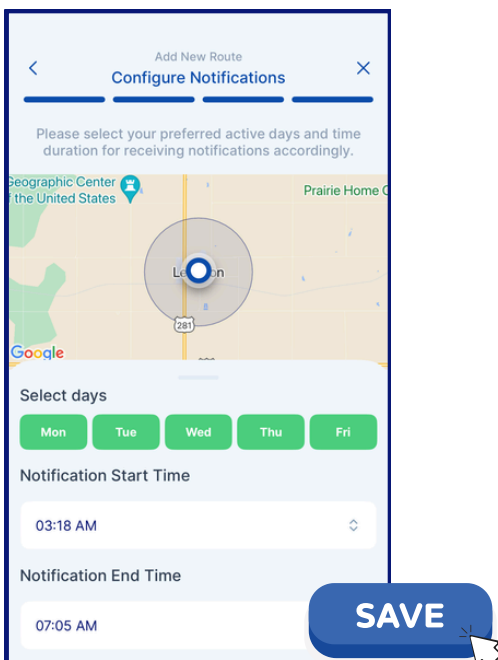 Add New Route
Configure Notifications
Please select your preferred active days and time
duration for receiving notifications accordingly.
Geographic Center
f the United States
Prairie Home C
281
Google
Select days
Mon Tue Wed Thu Fri
Notification Start Time
03:18 AM
Notification End Time
07:05 AM
SAVE